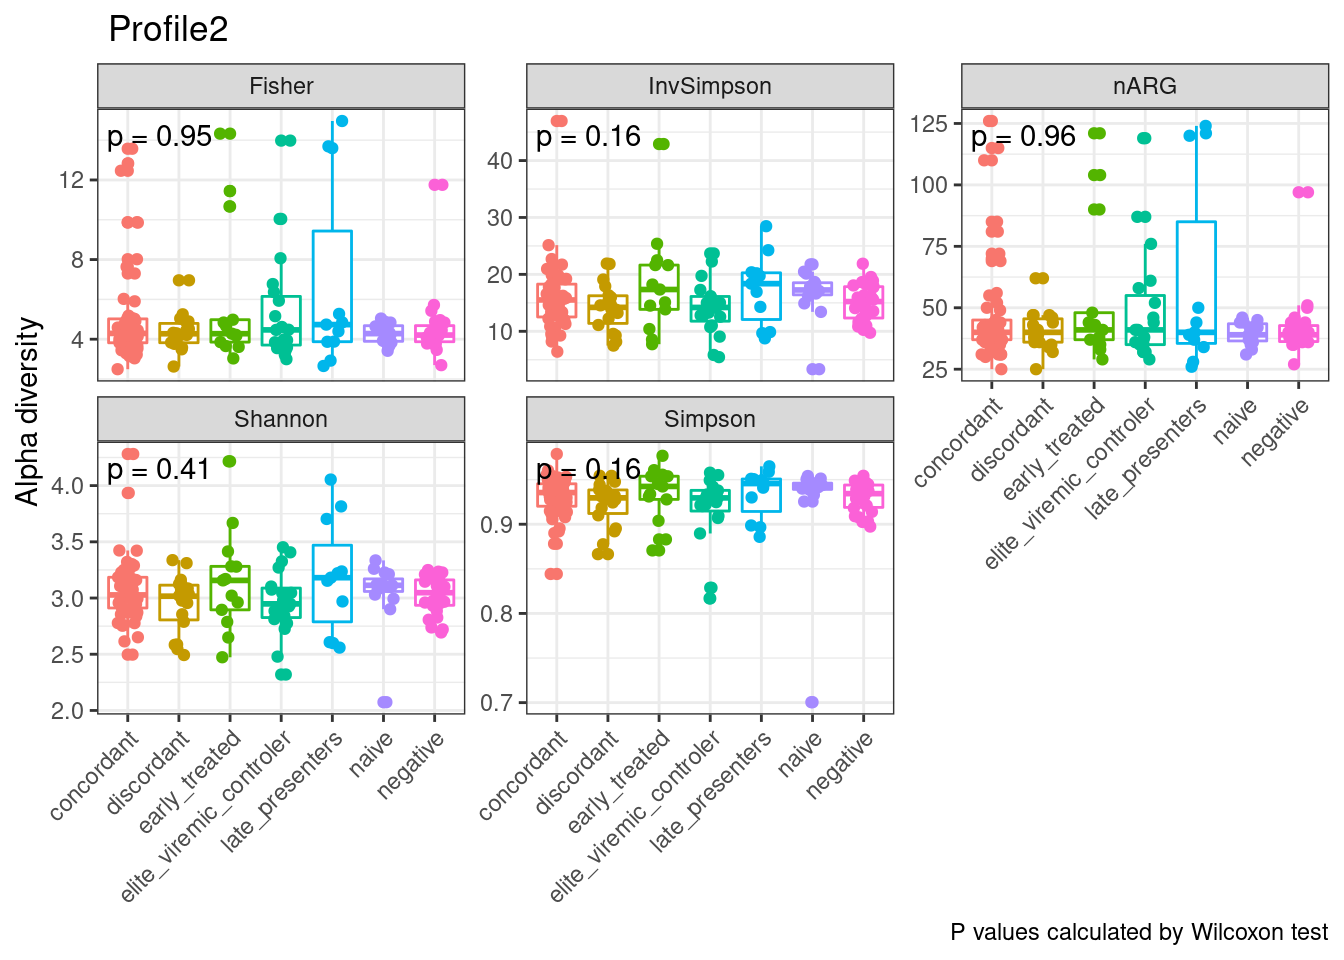 Profile2
Fisher
InvSimpson
nARG
p = 0.95
p = 0.16
p = 0.96
12
8
4
40
30
20
10
125
100
75
50
25
Alpha diversity
Shannon
Simpson
p = 0.41
p = 0.16
4.0
3.5
3.0
2.5
2.0
0.9
0.8
0.7
concordant
discordant
early_treated
elite_viremic_controler
late_presenters
naive
negative
concordant
discordant
early_treated
elite_viremic_controler
late_presenters
naive
negative
concordant
discordant
early_treated
elite_viremic_controler
late_presenters
naive
negative
P values calculated by Wilcoxon test